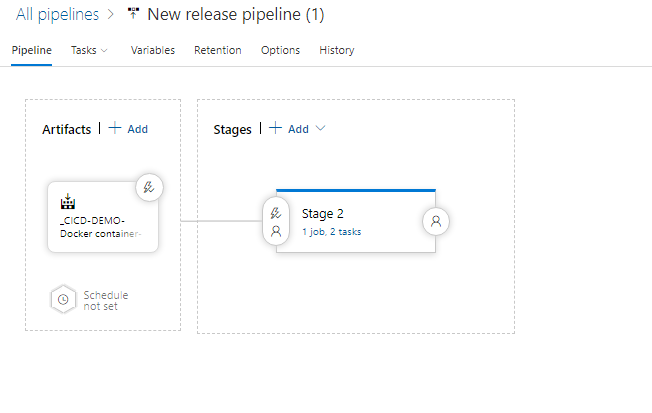 All pipelines > New release pipeline (1)
Pipeline Tasks Variables Retention Options History
Artifacts | + Add
Stages | + Add
_CICD-DEMO-
Docker container-
Schedule
not set
Stage 2
1 job, 2 tasks